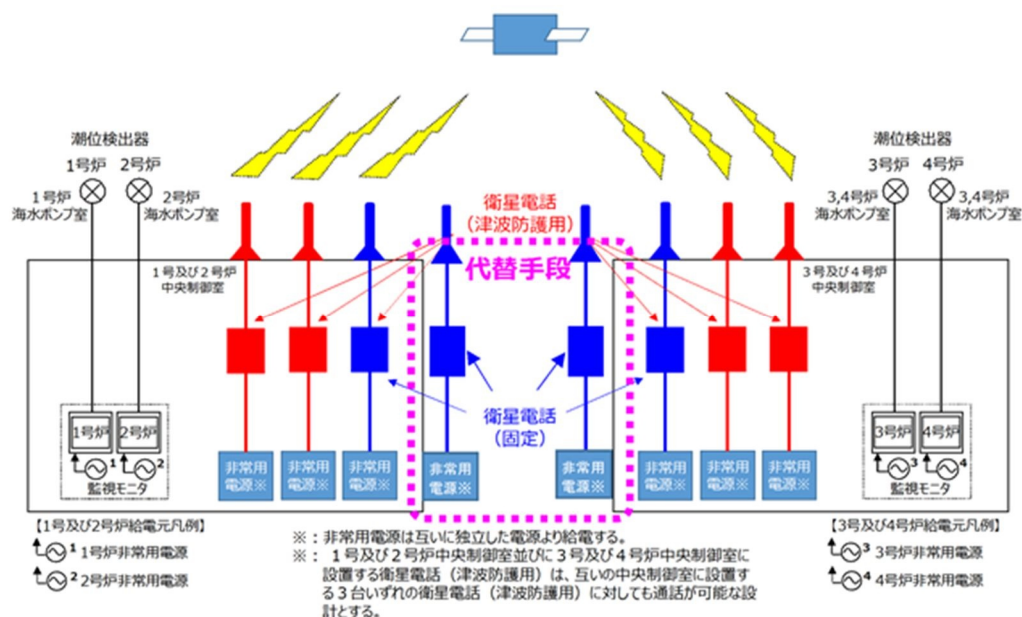 潮位検出器
1号炉 2号炉
1号炉
海水ポンプ室
2号炉
海水ポンプ室
衛星電話
(津波防護用)
代替手段
1号及び2号炉
中央制御室
潮位検出器
3号炉 4号炉
3,4号炉
海水ポンプ室
3,4号炉
海水ポンプ室
3号及び4号炉
中央制御室
衛星電話
(固定)
1号炉 2号炉
1 2
監視モニタ
非常用
電源※
非常用
電源※
非常用
電源※
非常用
電源※
非常用
電源※
非常用
電源※
非常用
電源※
非常用
電源※
3号炉 4号炉
3 4
監視モニタ
【1号及び2号炉給電元凡例】
1 1号炉非常用電源
2 2号炉非常用電源
※:非常用電源は互いに独立した電源より給電する。
※: 1号及び2号炉中央制御室並びに3号及び4号炉中央制御室に
設置する衛星電話(津波防護用)は、互いの中央制御室に設置す
る3台いずれの衛星電話(津波防護用)に対しても通話が可能な設
計とする。
【3号及び4号炉給電元凡例】
3 3号炉非常用電源
4 4号炉非常用電源